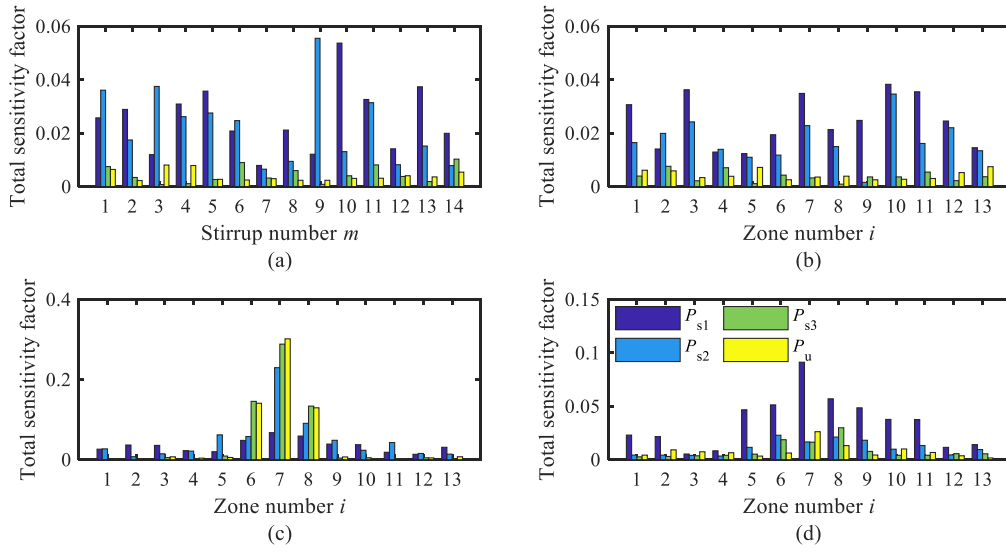 Total sensitivity factor
0.06
0.04
0.02
0
1 2 3 4 5 6 7 8 9 10 11 12 13 14
Stirrup number m
(a)
Total sensitivity factor
0.06
0.04
0.02
0
1 2 3 4 5 6 7 8 9 10 11 12 13
Zone number i
(b)
Total sensitivity factor
0.4
0.2
0
1 2 3 4 5 6 7 8 9 10 11 12 13
Zone number i
(c)
Total sensitivity factor
0.15
0.1
0.05
0
P_s1 P_s3
P_s2 P_u
1 2 3 4 5 6 7 8 9 10 11 12 13
Zone number i
(d)